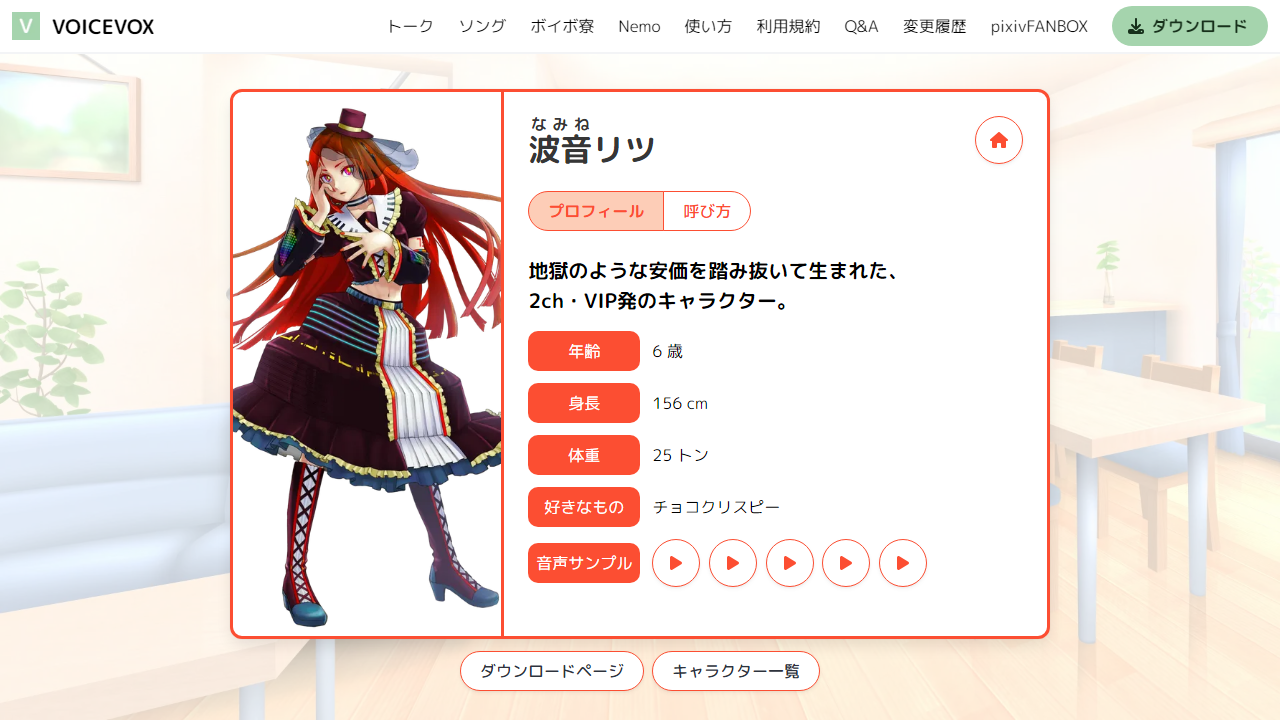 V VOICEVOX トーク ソング ボイボ寮 Nemo 使い方 利用規約 Q&A 変更履歴 pixivFANBOX ダウンロード
なみね
波音リツ
プロフィール 呼び方
地獄のような安価を踏み抜いて生まれた、
2ch・VIP発のキャラクター。
年齢 6 歳
身長 156 cm
体重 25 トン
好きなもの チョコクリスピー
音声サンプル
ダウンロードページ キャラクター一覧